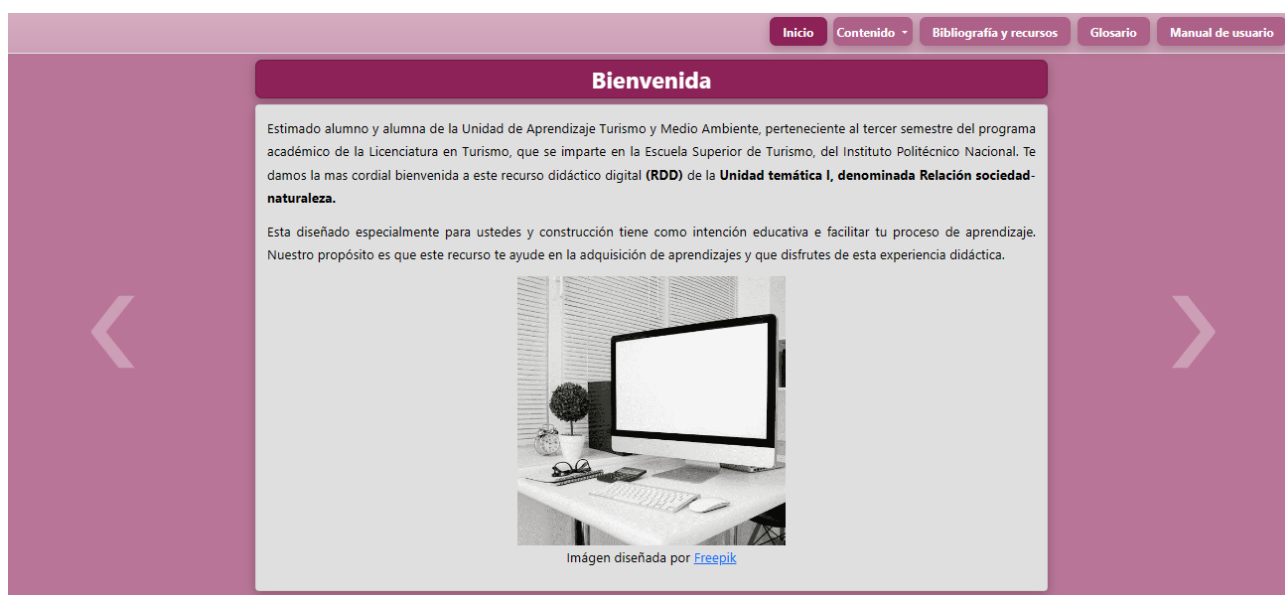 Inicio Contenido Bibliografía y recursos Glosario Manual de usuario
Bienvenida
Estimado alumno y alumna de la Unidad de Aprendizaje Turismo y Medio Ambiente, perteneciente al tercer semestre del programa
académico de la Licenciatura en Turismo, que se imparte en la Escuela Superior de Turismo, del Instituto Politécnico Nacional. Te
damos la mas cordial bienvenida a este recurso didáctico digital (RDD) de la Unidad temática I, denominada Relación sociedad-
naturaleza.
Esta diseñado especialmente para ustedes y construcción tiene como intención educativa e facilitar tu proceso de aprendizaje.
Nuestro propósito es que este recurso te ayude en la adquisición de aprendizajes y que disfrutes de esta experiencia didáctica.
Imágen diseñada por Freepik